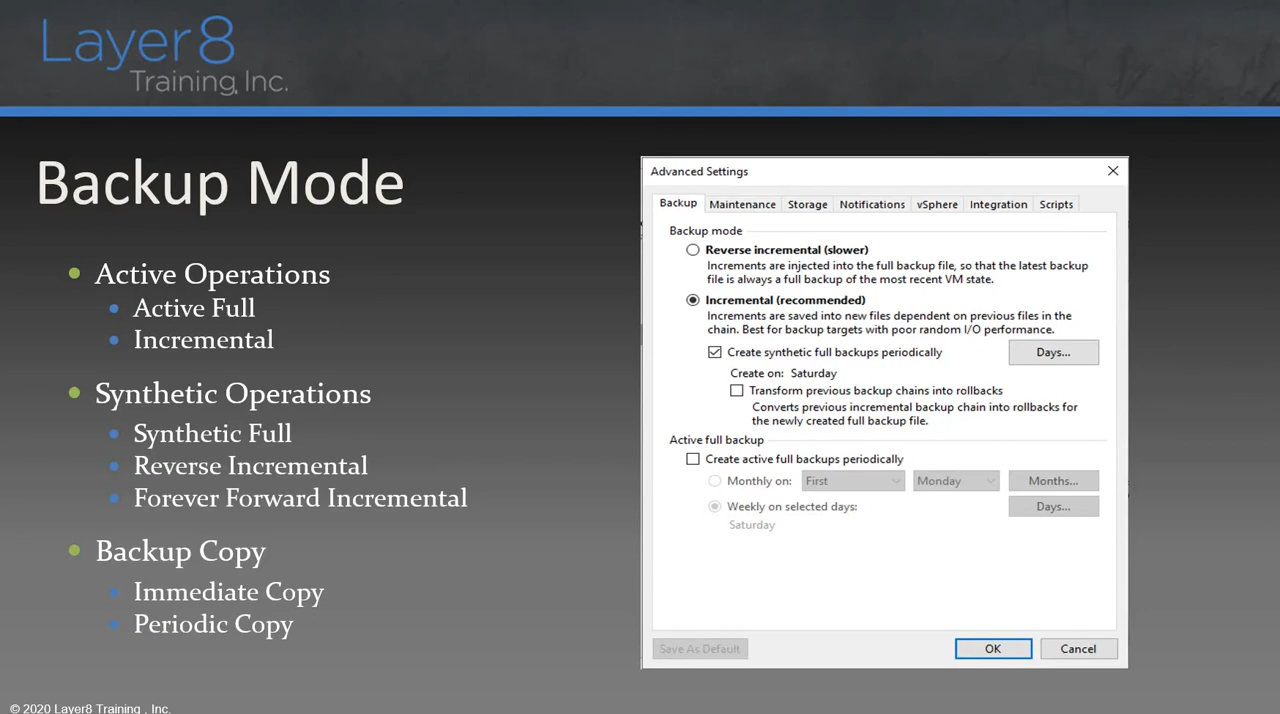 Layer8
Training, Inc.
Backup Mode
Active Operations
Active Full
Incremental
Synthetic Operations
Synthetic Full
Reverse Incremental
Forever Forward Incremental
Backup Copy
Immediate Copy
Periodic Copy
Advanced Settings
Backup Maintenance Storage Notifications vSphere Integration Scripts
Backup mode
Reverse incremental (slower)
Increments are injected into the full backup file, so that the latest backup
file is always a full backup of the most recent VM state.
Incremental (recommended)
Increments are saved into new files dependent on previous files in the
chain. Best for backup targets with poor random I/O performance.
Create synthetic full backups periodically Days...
Create on: Saturday
Transform previous backup chains into rollbacks
Converts previous incremental backup chain into rollbacks for
the newly created full backup file.
Active full backup
Create active full backups periodically
Monthly on: First Monday Months...
Weekly on selected days: Days...
Saturday
Save As Default OK Cancel
© 2020 Layer8 Training , Inc.